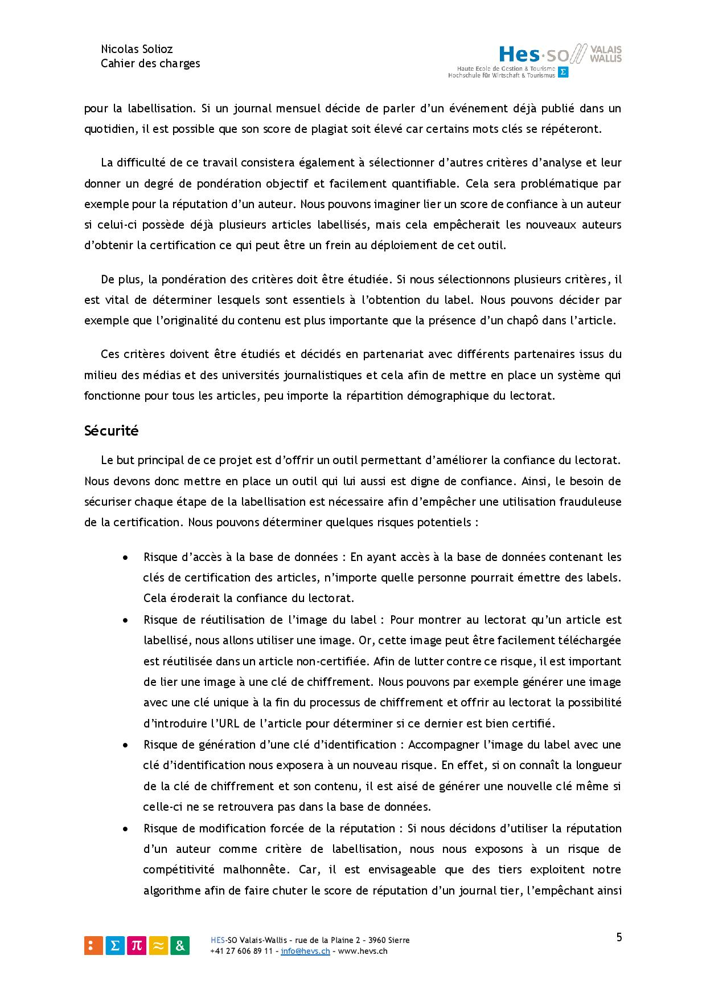 Nicolas Solioz
Cahier des charges
Hes·so VALAIS WALLIS
Haute Ecole de Gestion & Tourisme
Hochschule für Wirtschaft & Tourismus Σ
pour la labellisation. Si un journal mensuel décide de parler d’un événement déjà publié dans un
quotidien, il est possible que son score de plagiat soit élevé car certains mots clés se répéteront.
La difficulté de ce travail consistera également à sélectionner d’autres critères d’analyse et leur
donner un degré de pondération objectif et facilement quantifiable. Cela sera problématique par
exemple pour la réputation d’un auteur. Nous pouvons imaginer lier un score de confiance à un auteur
si celui-ci possède déjà plusieurs articles labellisés, mais cela empêcherait les nouveaux auteurs
d’obtenir la certification ce qui peut être un frein au déploiement de cet outil.
De plus, la pondération des critères doit être étudiée. Si nous sélectionnons plusieurs critères, il
est vital de déterminer lesquels sont essentiels à l’obtention du label. Nous pouvons décider par
exemple que l’originalité du contenu est plus importante que la présence d’un chapô dans l’article.
Ces critères doivent être étudiés et décidés en partenariat avec différents partenaires issus du
milieu des médias et des universités journalistiques et cela afin de mettre en place un système qui
fonctionne pour tous les articles, peu importe la répartition démographique du lectorat.
Sécurité
Le but principal de ce projet est d’offrir un outil permettant d’améliorer la confiance du lectorat.
Nous devons donc mettre en place un outil qui lui aussi est digne de confiance. Ainsi, le besoin de
sécuriser chaque étape de la labellisation est nécessaire afin d’empêcher une utilisation frauduleuse
de la certification. Nous pouvons déterminer quelques risques potentiels :
• Risque d’accès à la base de données : En ayant accès à la base de données contenant les
clés de certification des articles, n’importe quelle personne pourrait émettre des labels.
Cela éroderait la confiance du lectorat.
• Risque de réutilisation de l’image du label : Pour montrer au lectorat qu’un article est
labellisé, nous allons utiliser une image. Or, cette image peut être facilement téléchargée
est réutilisée dans un article non-certifiée. Afin de lutter contre ce risque, il est important
de lier une image à une clé de chiffrement. Nous pouvons par exemple générer une image
avec une clé unique à la fin du processus de chiffrement et offrir au lectorat la possibilité
d’introduire l’URL de l’article pour déterminer si ce dernier est bien certifié.
• Risque de génération d’une clé d’identification : Accompagner l’image du label avec une
clé d’identification nous exposera à un nouveau risque. En effet, si on connaît la longueur
de la clé de chiffrement et son contenu, il est aisé de générer une nouvelle clé même si
celle-ci ne se retrouvera pas dans la base de données.
• Risque de modification forcée de la réputation : Si nous décidons d’utiliser la réputation
d’un auteur comme critère de labellisation, nous nous exposons à un risque de
compétitivité malhonnête. Car, il est envisageable que des tiers exploitent notre
algorithme afin de faire chuter le score de réputation d’un journal tier, l’empêchant ainsi
: Σ π ≈ &
HES-SO Valais-Wallis – rue de la Plaine 2 – 3960 Sierre
+41 27 606 89 11 – info@hevs.ch – www.hevs.ch
5